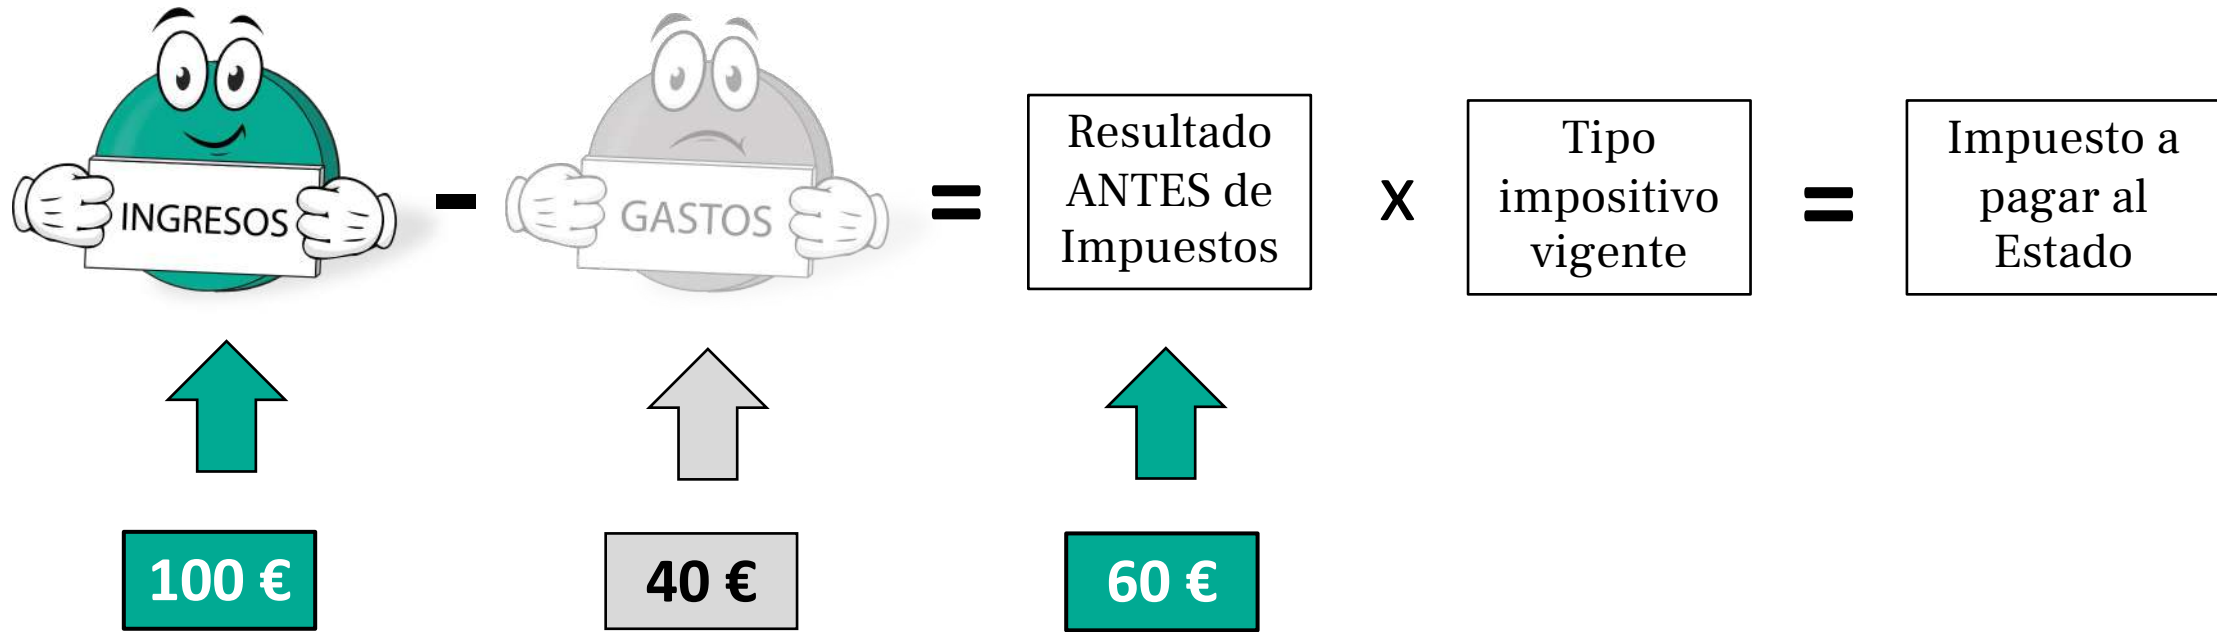 INGRESOS
-
GASTOS
=
Resultado
ANTES de
Impuestos
X
Tipo
impositivo
vigente
=
Impuesto a
pagar al
Estado
100 €
40 €
60 €